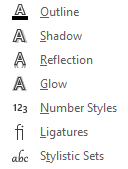 A Outline
A Shadow
A Reflection
A Glow
123 Number Styles
fi Ligatures
abc Stylistic Sets